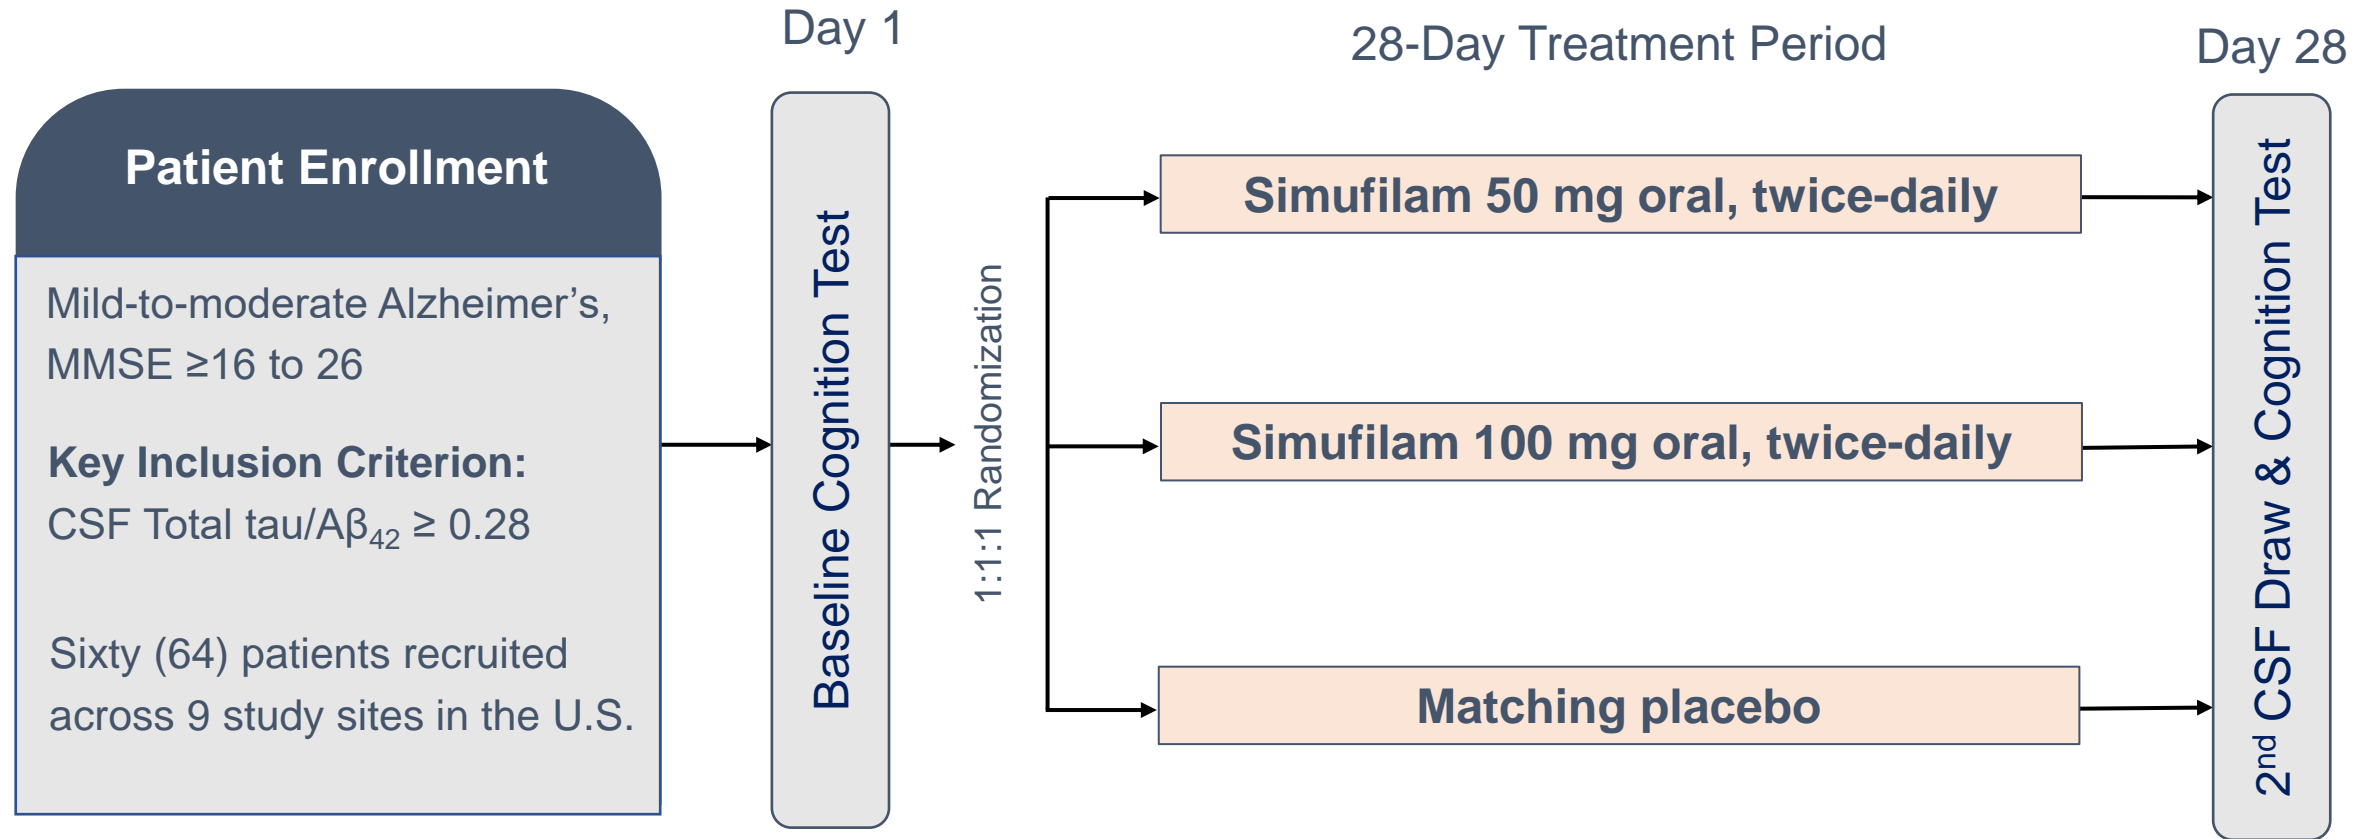 Day 1
28-Day Treatment Period
Day 28
Patient Enrollment
Mild-to-moderate Alzheimer’s,
MMSE ≥16 to 26
Key Inclusion Criterion:
CSF Total tau/Aβ₄₂ ≥ 0.28
Sixty (64) patients recruited
across 9 study sites in the U.S.
Baseline Cognition Test
1:1:1 Randomization
Simufilam 50 mg oral, twice-daily
Simufilam 100 mg oral, twice-daily
Matching placebo
2ⁿᵈ CSF Draw & Cognition Test